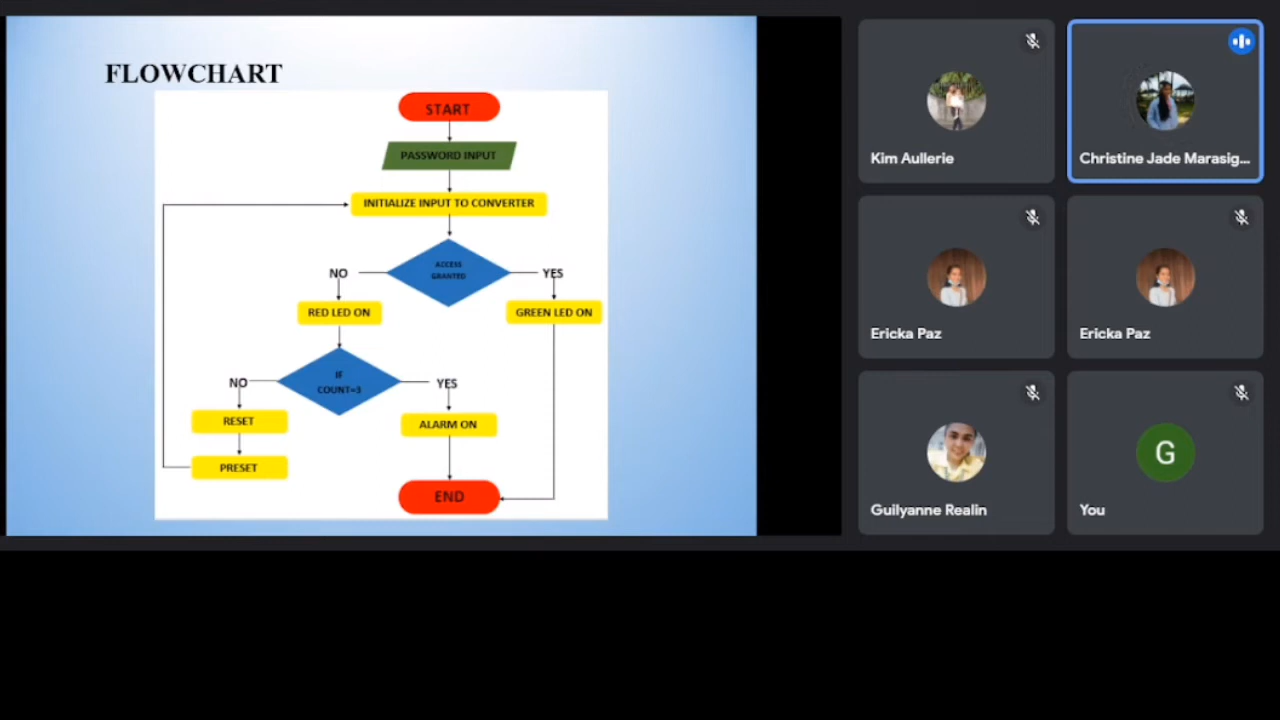 FLOWCHART
START
PASSWORD INPUT
INITIALIZE INPUT TO CONVERTER
ACCESS
GRANTED
NO
YES
RED LED ON
GREEN LED ON
IF
COUNT=3
NO
YES
RESET
ALARM ON
PRESET
END
Kim Aullerie
Christine Jade Marasig...
Ericka Paz
Ericka Paz
Guilyanne Realin
G
You